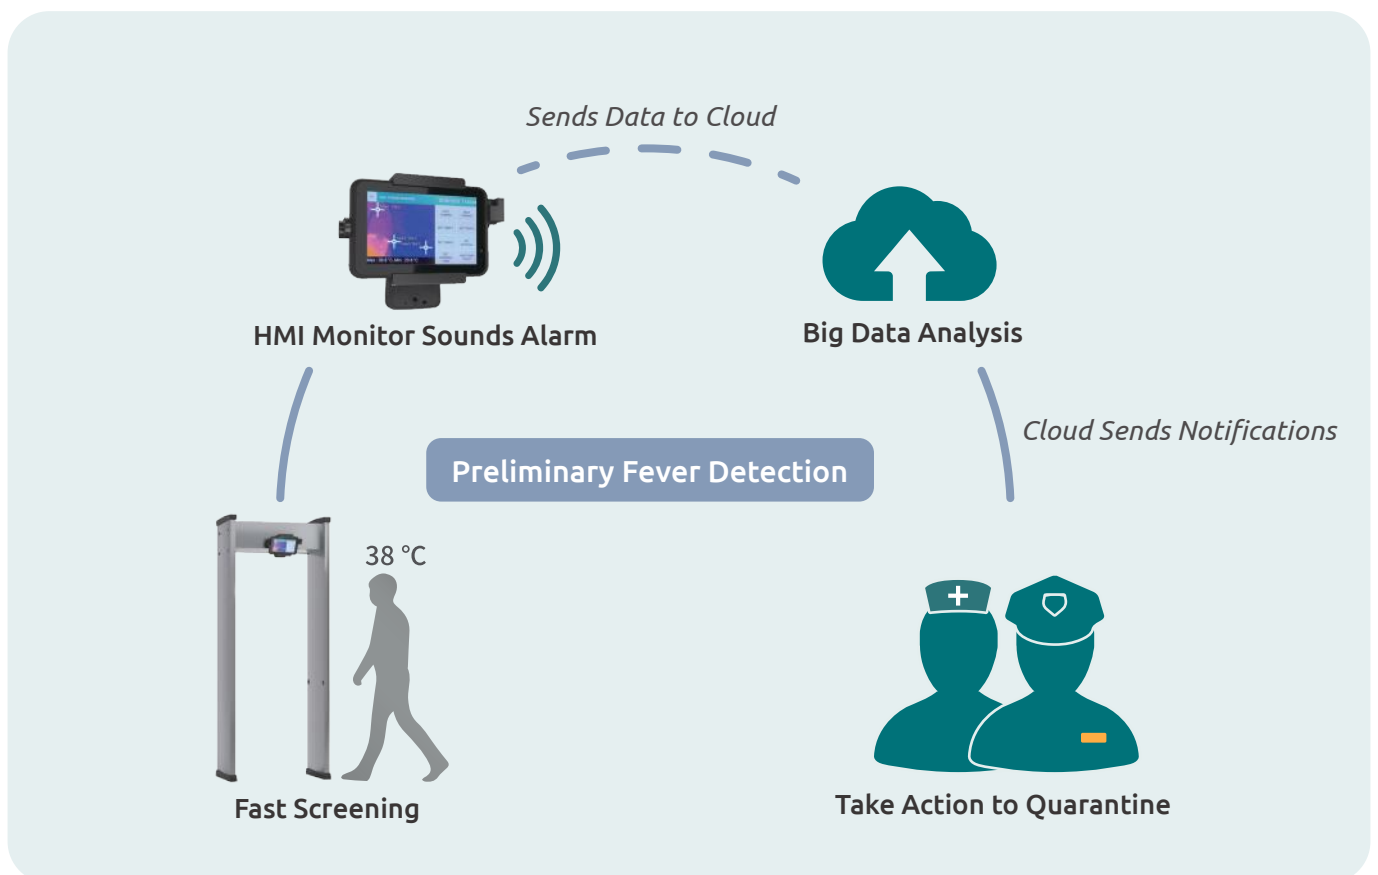 Sends Data to Cloud
HMI Monitor Sounds Alarm
Big Data Analysis
Cloud Sends Notifications
Preliminary Fever Detection
38 °C
Fast Screening
Take Action to Quarantine